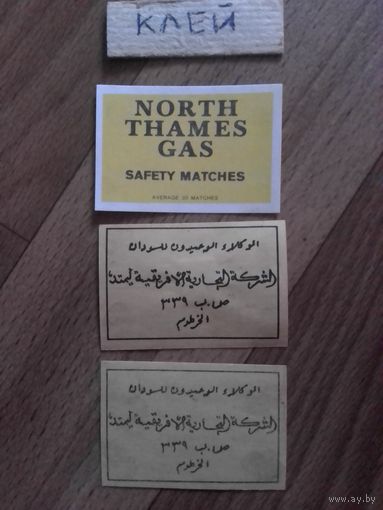 КЛЕЙ
NORTH
THAMES
GAS
SAFETY MATCHES
AVERAGE 50 MATCHES
الوكلاء الوحيدون للسودان
الشركة التجارية الافريقية ليمتد
ص.ب ٣٣٩
الخرطوم
الوكلاء الوحيدون للسودان
الشركة التجارية الافريقية ليمتد
ص.ب ٣٣٩
الخرطوم
www.ay.by